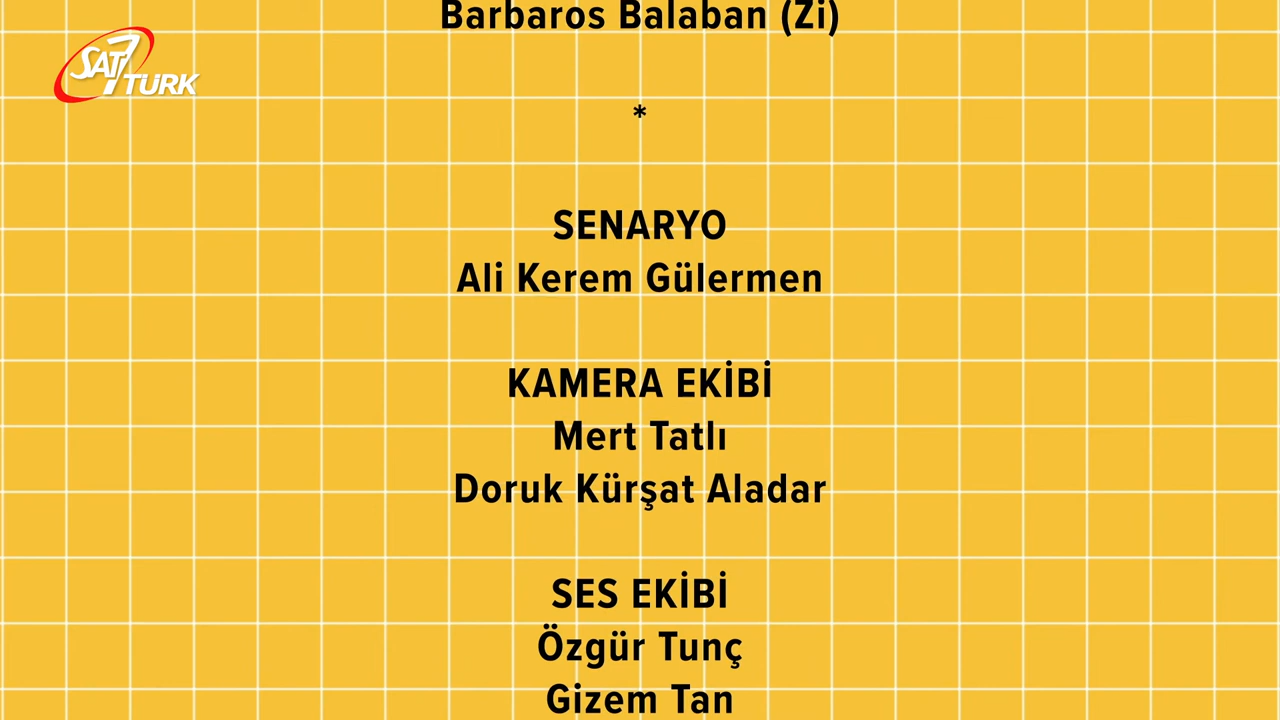 Barbaros Balaban (Zi)
SAT7
TÜRK
*
SENARYO
Ali Kerem Gülermen
KAMERA EKİBİ
Mert Tatlı
Doruk Kürşat Aladar
SES EKİBİ
Özgür Tunç
Gizem Tan